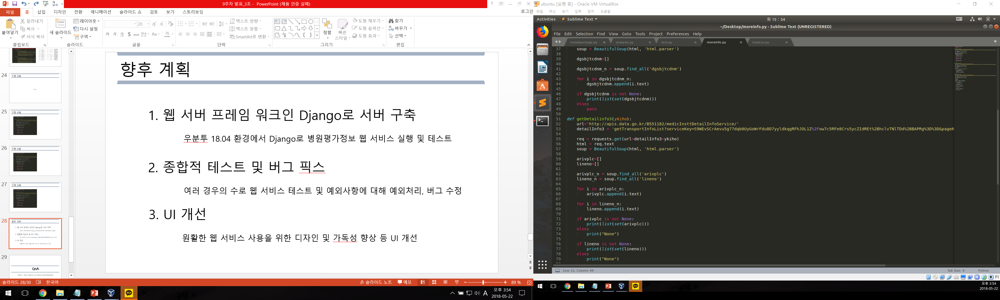 9주차 발표_3조 - PowerPoint (제품 인증 실패)
로그인
파일 홈 삽입 디자인 전환 애니메이션 슬라이드 쇼 검토 보기 스토리보딩
붙여넣기
잘라내기
복사
서식 복사
클립보드
새 슬라이드
레이아웃
다시 설정
구역
슬라이드
20
글꼴
텍스트 방향
텍스트 맞춤
SmartArt로 변환
단락
정렬
빠른 스타일
도형 채우기
도형 윤곽선
도형 효과
그리기
찾기
바꾸기
선택
편집
24
진행 상황
25
진행 상황
26
진행 상황
27
진행 상황
28
29
QnA
향후 계획
1. 웹 서버 프레임 워크인 Django로 서버 구축
우분투 18.04 환경에서 Django로 병원평가정보 웹 서비스 실행 및 테스트
2. 종합적 테스트 및 버그 픽스
여러 경우의 수로 웹 서비스 테스트 및 예외사항에 대해 예외처리, 버그 수정
3. UI 개선
원활한 웹 서비스 사용을 위한 디자인 및 가독성 향상 등 UI 개선
슬라이드 28/30 한국어
슬라이드 노트 메모 89 %
A 오후 3:54
2018-05-22
ubuntu [실행 중] - Oracle VM VirtualBox
파일 머신 보기 입력 장치 도움말
Activities Sublime Text 화 15 : 54
~/Desktop/moreinfo.py - Sublime Text (UNREGISTERED)
File Edit Selection Find View Goto Tools Project Preferences Help
installpackage.py analysis.py test.py moreinfo.py loadcsv.py
37 soup = BeautifulSoup(html, 'html.parser')
38
39 dgsbjtcdnm=[]
40
41 dgsbjtcdnm_n = soup.find_all('dgsbjtcdnm')
42
43 for i in dgsbjtcdnm_n:
44 dgsbjtcdnm.append(i.text)
45
46 if dgsbjtcdnm is not None:
47 print(list(set(dgsbjtcdnm)))
48 else:
49 pass
50
51 def getDetailinfo3(ykiho):
52 url='http://apis.data.go.kr/B551182/medicInsttDetailInfoService/'
53 detailInfo3 = 'getTransportInfoList?serviceKey=S9WEvSCrAevu5g77dqb0UyGoWrFdu8D7yyldkqgRFhJOL1Z%2Fow7c5RFe8Crs5ycZIdREt%2BhclvTNlTDd%2BBAPRg%3D%3D&pageN
54
55 req = requests.get(url+detailInfo3+ykiho)
56 html = req.text
57 soup = BeautifulSoup(html, 'html.parser')
58
59 arivplc=[]
60 lineno=[]
61
62 arivplc_n = soup.find_all('arivplc')
63 lineno_n = soup.find_all('lineno')
64
65 for i in arivplc_n:
66 arivplc.append(i.text)
67
68 for i in lineno_n:
69 lineno.append(i.text)
70
71 if arivplc is not None:
72 print(list(set(arivplc)))
73 else:
74 print("None")
75
76 if lineno is not None:
77 print(list(set(lineno)))
78 else:
79 print("None")
Line 13, Column 49 Tab Size: 4 Python
오후 3:54
2018-05-22